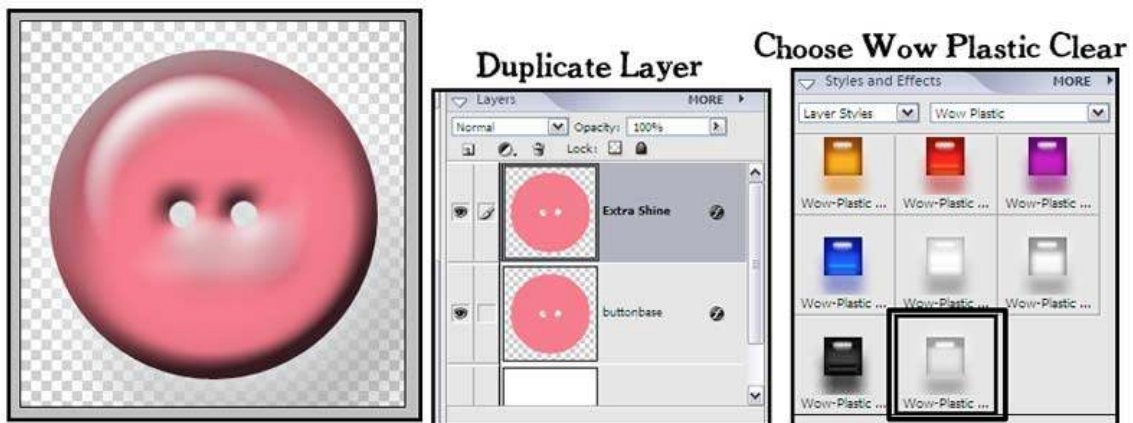 Duplicate Layer
Layers MORE
Normal Opacity: 100%
Lock:
Extra Shine
buttonbase
Choose Wow Plastic Clear
Styles and Effects MORE
Layer Styles Wow Plastic
Wow-Plastic ... Wow-Plastic ... Wow-Plastic ...
Wow-Plastic ... Wow-Plastic ... Wow-Plastic ...
Wow-Plastic ... Wow-Plastic ...